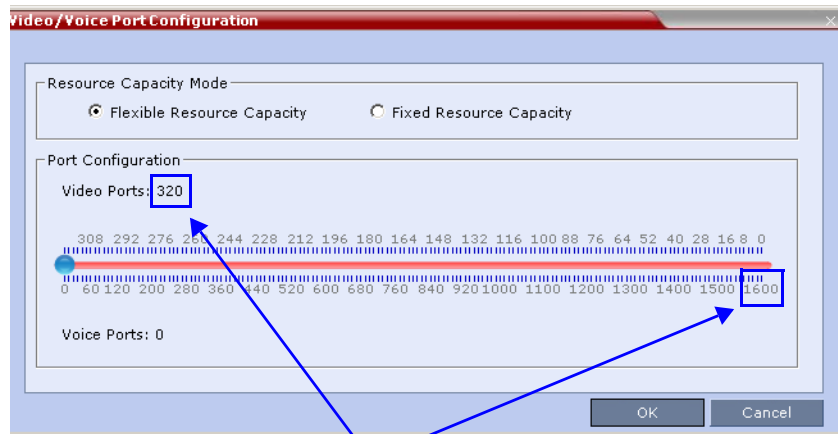 Video/Voice Port Configuration
Resource Capacity Mode
Flexible Resource Capacity Fixed Resource Capacity
Port Configuration
Video Ports: 320
308 292 276 260 244 228 212 196 180 164 148 132 116 100 88 76 64 52 40 28 16 8 0
0 60 120 200 280 360 440 520 600 680 760 840 920 1000 1100 1200 1300 1400 1500 1600
Voice Ports: 0
OK Cancel